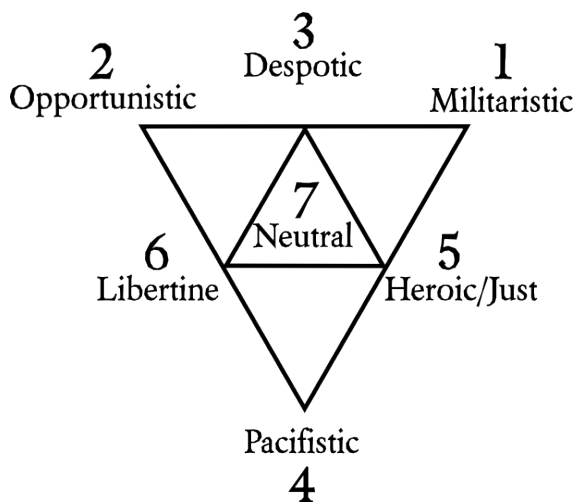 3
Despotic
2
Opportunistic
1
Militaristic
7
Neutral
6
Libertine
5
Heroic/Just
Pacifistic
4